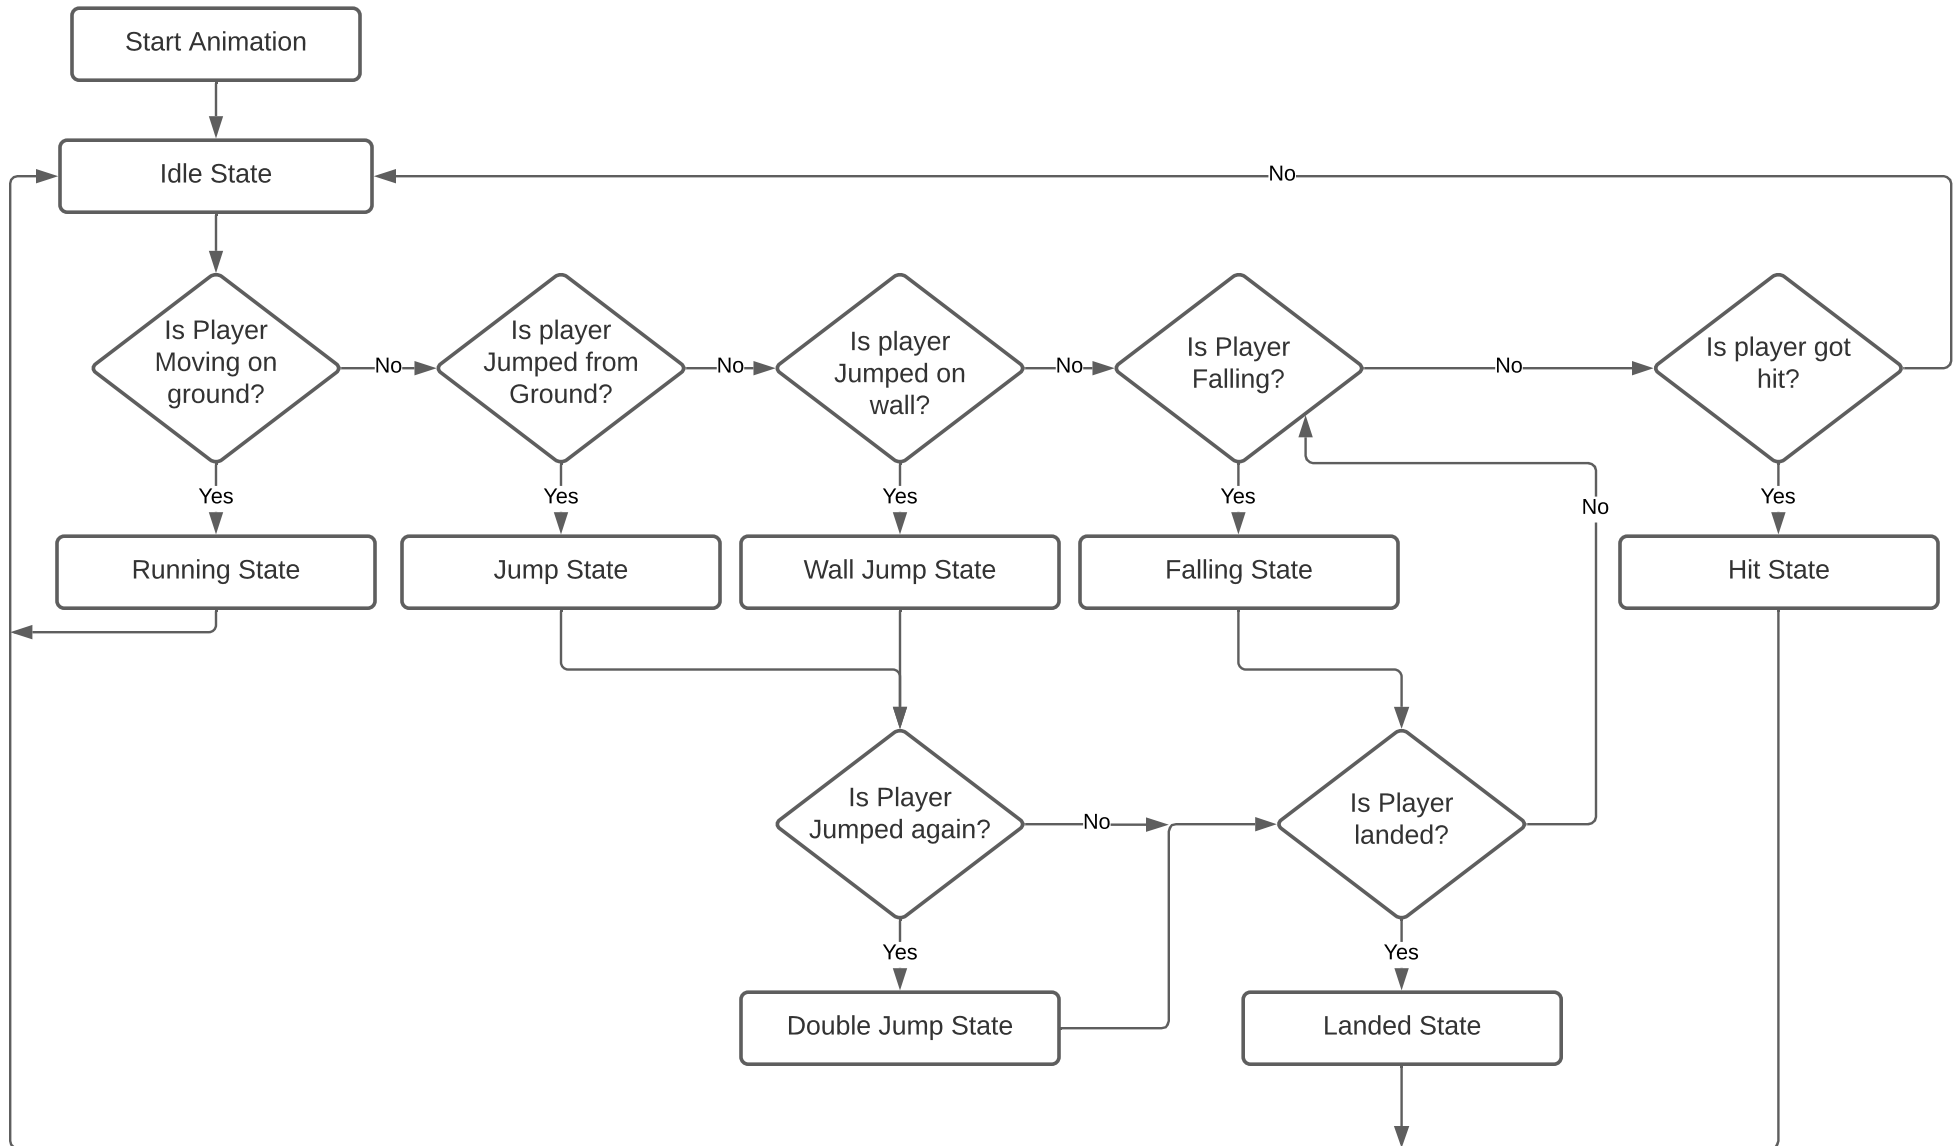 Start Animation
Idle State
No
Is Player
Moving on
ground?
No
Is player
Jumped from
Ground?
No
Is player
Jumped on
wall?
No
Is Player
Falling?
No
Is player got
hit?
Yes
Yes
Yes
Yes
No
Yes
Running State
Jump State
Wall Jump State
Falling State
Hit State
Is Player
Jumped again?
No
Is Player
landed?
Yes
Yes
Double Jump State
Landed State